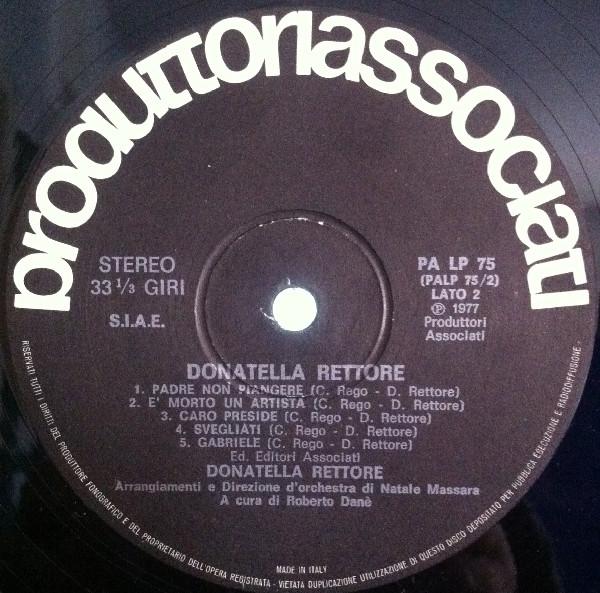 produttoriassociati
STEREO
33 1/3 GIRI
S.I.A.E.
PA LP 75
(PALP 75/2)
LATO 2
Ⓟ 1977
Produttori
Associati
DONATELLA RETTORE
1. PADRE NON PIANGERE (C. Rego - D. Rettore)
2. E' MORTO UN ARTISTA (C. Rego - D. Rettore)
3. CARO PRESIDE (C. Rego - D. Rettore)
4. SVEGLIATI (C. Rego - D. Rettore)
5. GABRIELE (C. Rego - D. Rettore)
Ed. Editori Associati
DONATELLA RETTORE
Arrangiamenti e Direzione d'orchestra di Natale Massara
A cura di Roberto Danè
MADE IN ITALY
RISERVATI TUTTI I DIRITTI DEL PRODUTTORE FONOGRAFICO E DEL PROPRIETARIO DELL'OPERA REGISTRATA - VIETATA DUPLICAZIONE UTILIZZAZIONE DI QUESTO DISCO DEPOSITATO PER PUBBLICA ESECUZIONE E RADIODIFFUSIONE -